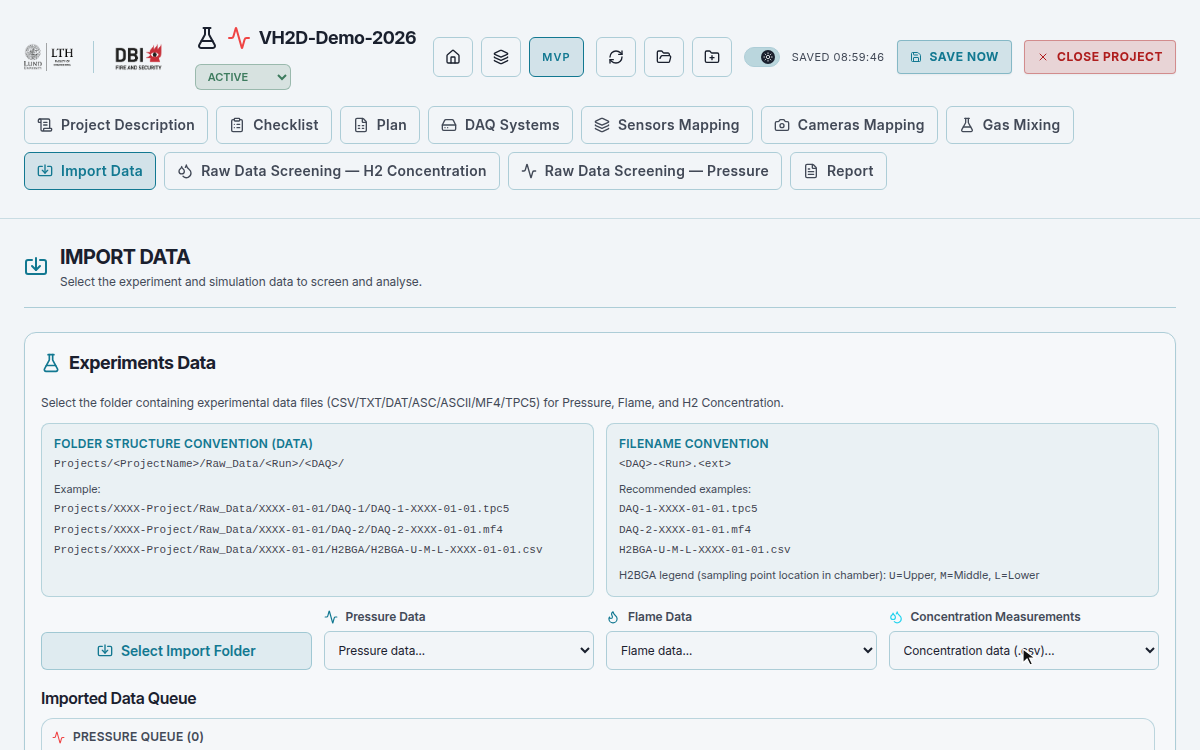 LUND
LTH
DBI
FIRE AND SECURITY
VH2D-Demo-2026
ACTIVE
MVP
SAVED 08:59:46
SAVE NOW
CLOSE PROJECT
Project Description
Checklist
Plan
DAQ Systems
Sensors Mapping
Cameras Mapping
Gas Mixing
Import Data
Raw Data Screening — H2 Concentration
Raw Data Screening — Pressure
Report
IMPORT DATA
Select the experiment and simulation data to screen and analyse.
Experiments Data
Select the folder containing experimental data files (CSV/TXT/DAT/ASC/ASCII/MF4/TPC5) for Pressure, Flame, and H2 Concentration.
FOLDER STRUCTURE CONVENTION (DATA)
Projects/<ProjectName>/Raw_Data/<Run>/<DAQ>/
Example:
Projects/XXXX-Project/Raw_Data/XXXX-01-01/DAQ-1/DAQ-1-XXXX-01-01.tpc5
Projects/XXXX-Project/Raw_Data/XXXX-01-01/DAQ-2/DAQ-2-XXXX-01-01.mf4
Projects/XXXX-Project/Raw_Data/XXXX-01-01/H2BGA/H2BGA-U-M-L-XXXX-01-01.csv
FILENAME CONVENTION
<DAQ>-<Run>.<ext>
Recommended examples:
DAQ-1-XXXX-01-01.tpc5
DAQ-2-XXXX-01-01.mf4
H2BGA-U-M-L-XXXX-01-01.csv
H2BGA legend (sampling point location in chamber): U=Upper, M=Middle, L=Lower
Select Import Folder
Pressure Data
Pressure data...
Flame Data
Flame data...
Concentration Measurements
Concentration data (.csv)...
Imported Data Queue
PRESSURE QUEUE (0)